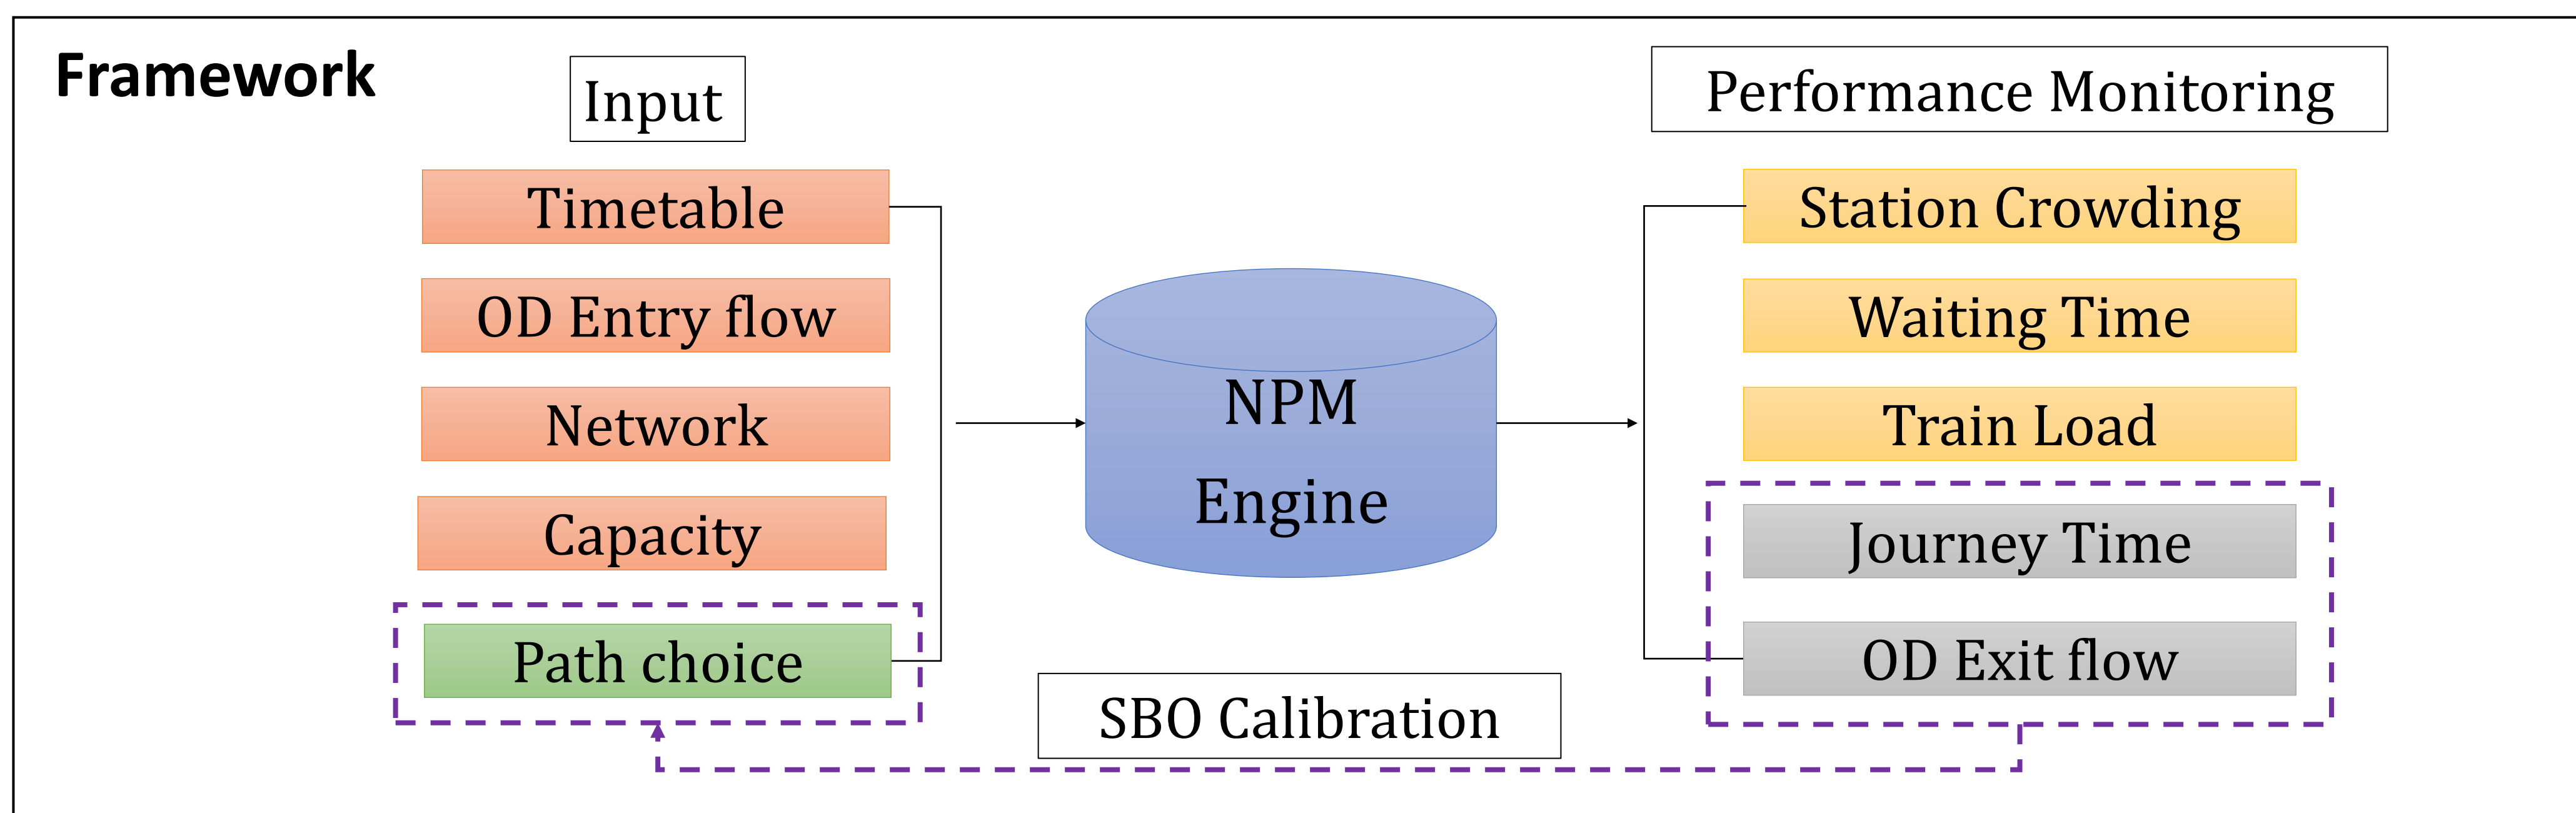 Framework
Input
Timetable
OD Entry flow
Network
Capacity
Path choice
NPM
Engine
SBO Calibration
Performance Monitoring
Station Crowding
Waiting Time
Train Load
Journey Time
OD Exit flow